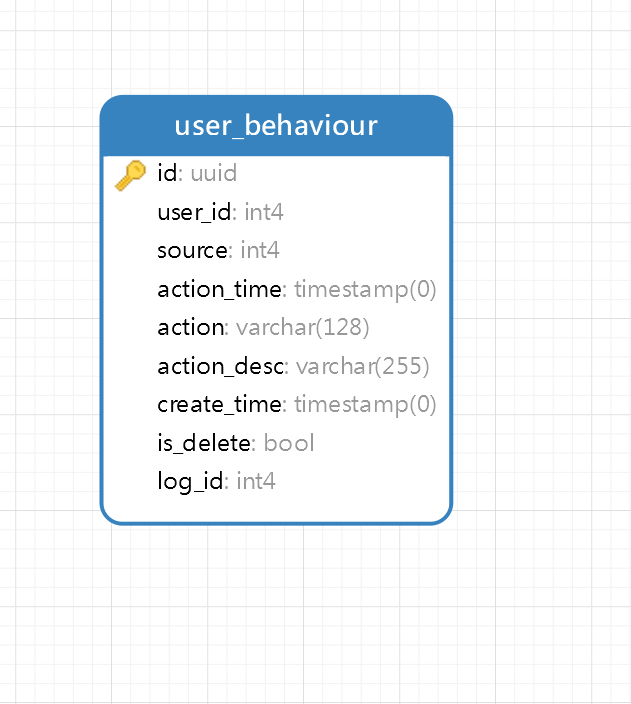 user_behaviour
id: uuid
user_id: int4
source: int4
action_time: timestamp(0)
action: varchar(128)
action_desc: varchar(255)
create_time: timestamp(0)
is_delete: bool
log_id: int4